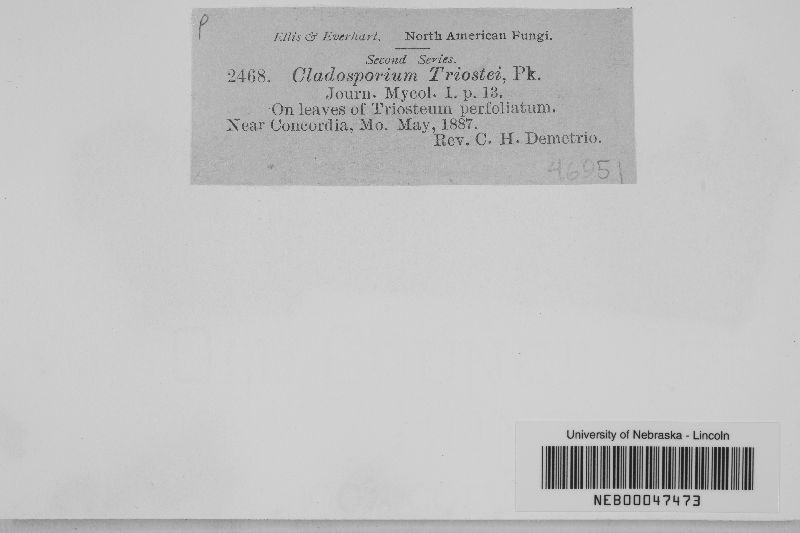 P
Ellis & Everhart. North American Fungi.
Second Series.
2468. Cladosporium Triostei, Pk.
Journ. Mycol. I. p. 13.
On leaves of Triosteum perfoliatum.
Near Concordia, Mo. May, 1887.
Rev. C. H. Demetrio.
46951
University of Nebraska - Lincoln
NEB00047473